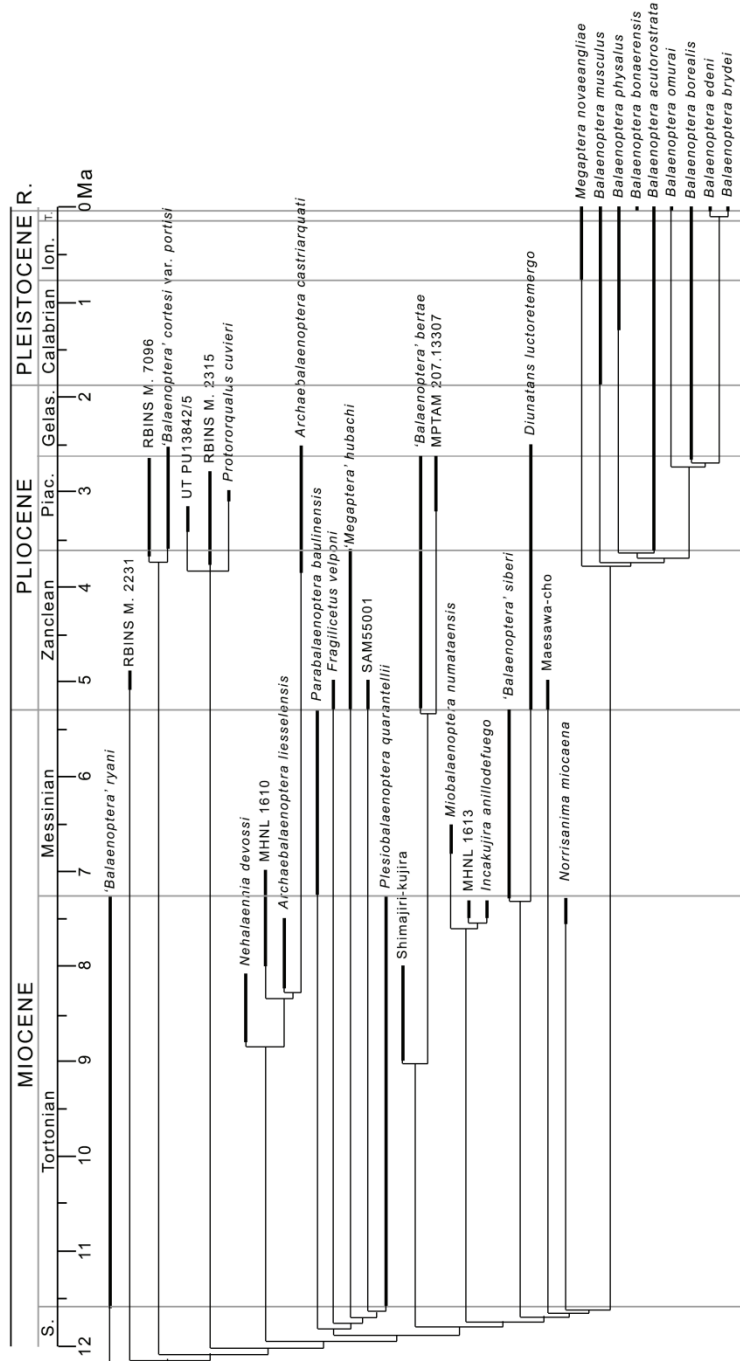 MIOCENE
PLIOCENE
PLEISTOCENE
R.
S.
Tortonian
Messinian
Zanclean
Piac.
Gelas.
Calabrian
Ion.
T.
12
11
10
9
8
7
6
5
4
3
2
1
0 Ma
'Balaenoptera' ryani
RBINS M. 2231
RBINS M. 7096
'Balaenoptera' cortesi var. portisi
UT PU13842/5
RBINS M. 2315
Protororqualus cuvieri
Nehalaennia devossi
MHNL 1610
Archaebalaenoptera liesselensis
Archaebalaenoptera castriarquati
Parabalaenoptera baulinensis
Fragilicetus velponi
'Megaptera' hubachi
SAM55001
Plesiobalaenoptera quarantellii
Shimajiri-kujira
'Balaenoptera' bertae
MPTAM 207.13307
Miobalaenoptera numataensis
MHNL 1613
Incakujira anillodefuego
'Balaenoptera' siberi
Diunatans luctoretemergo
Maesawa-cho
Norrisanima miocaena
Megaptera novaeangliae
Balaenoptera musculus
Balaenoptera physalus
Balaenoptera bonaerensis
Balaenoptera acutorostrata
Balaenoptera omurai
Balaenoptera borealis
Balaenoptera edeni
Balaenoptera brydei